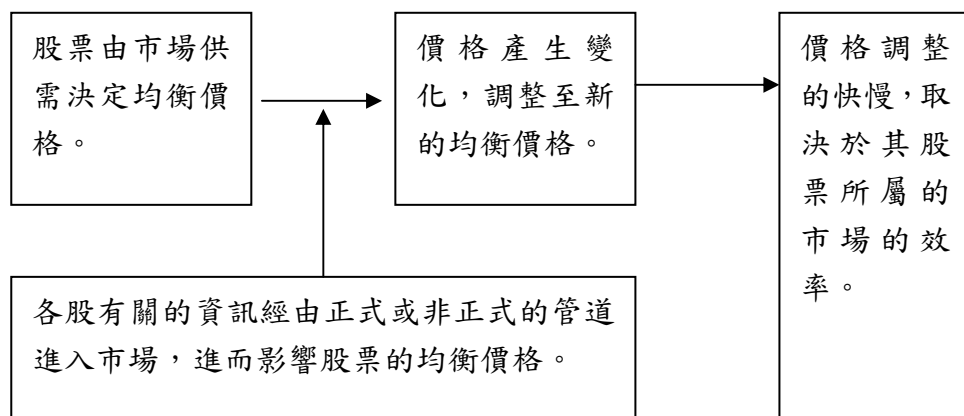 股票由市場供
需決定均衡價
格。
價格產生變
化，調整至新
的均衡價格。
價格調整
的快慢，取
決於其股
票所屬的
市場的效
率。
各股有關的資訊經由正式或非正式的管道
進入市場，進而影響股票的均衡價格。